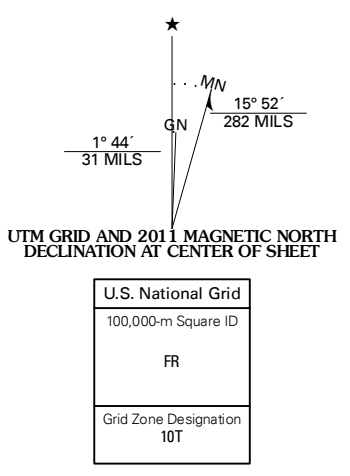 ★
MN
GN
15° 52´
282 MILS
1° 44´
31 MILS
UTM GRID AND 2011 MAGNETIC NORTH
DECLINATION AT CENTER OF SHEET
U.S. National Grid
100,000-m Square ID
FR
Grid Zone Designation
10T